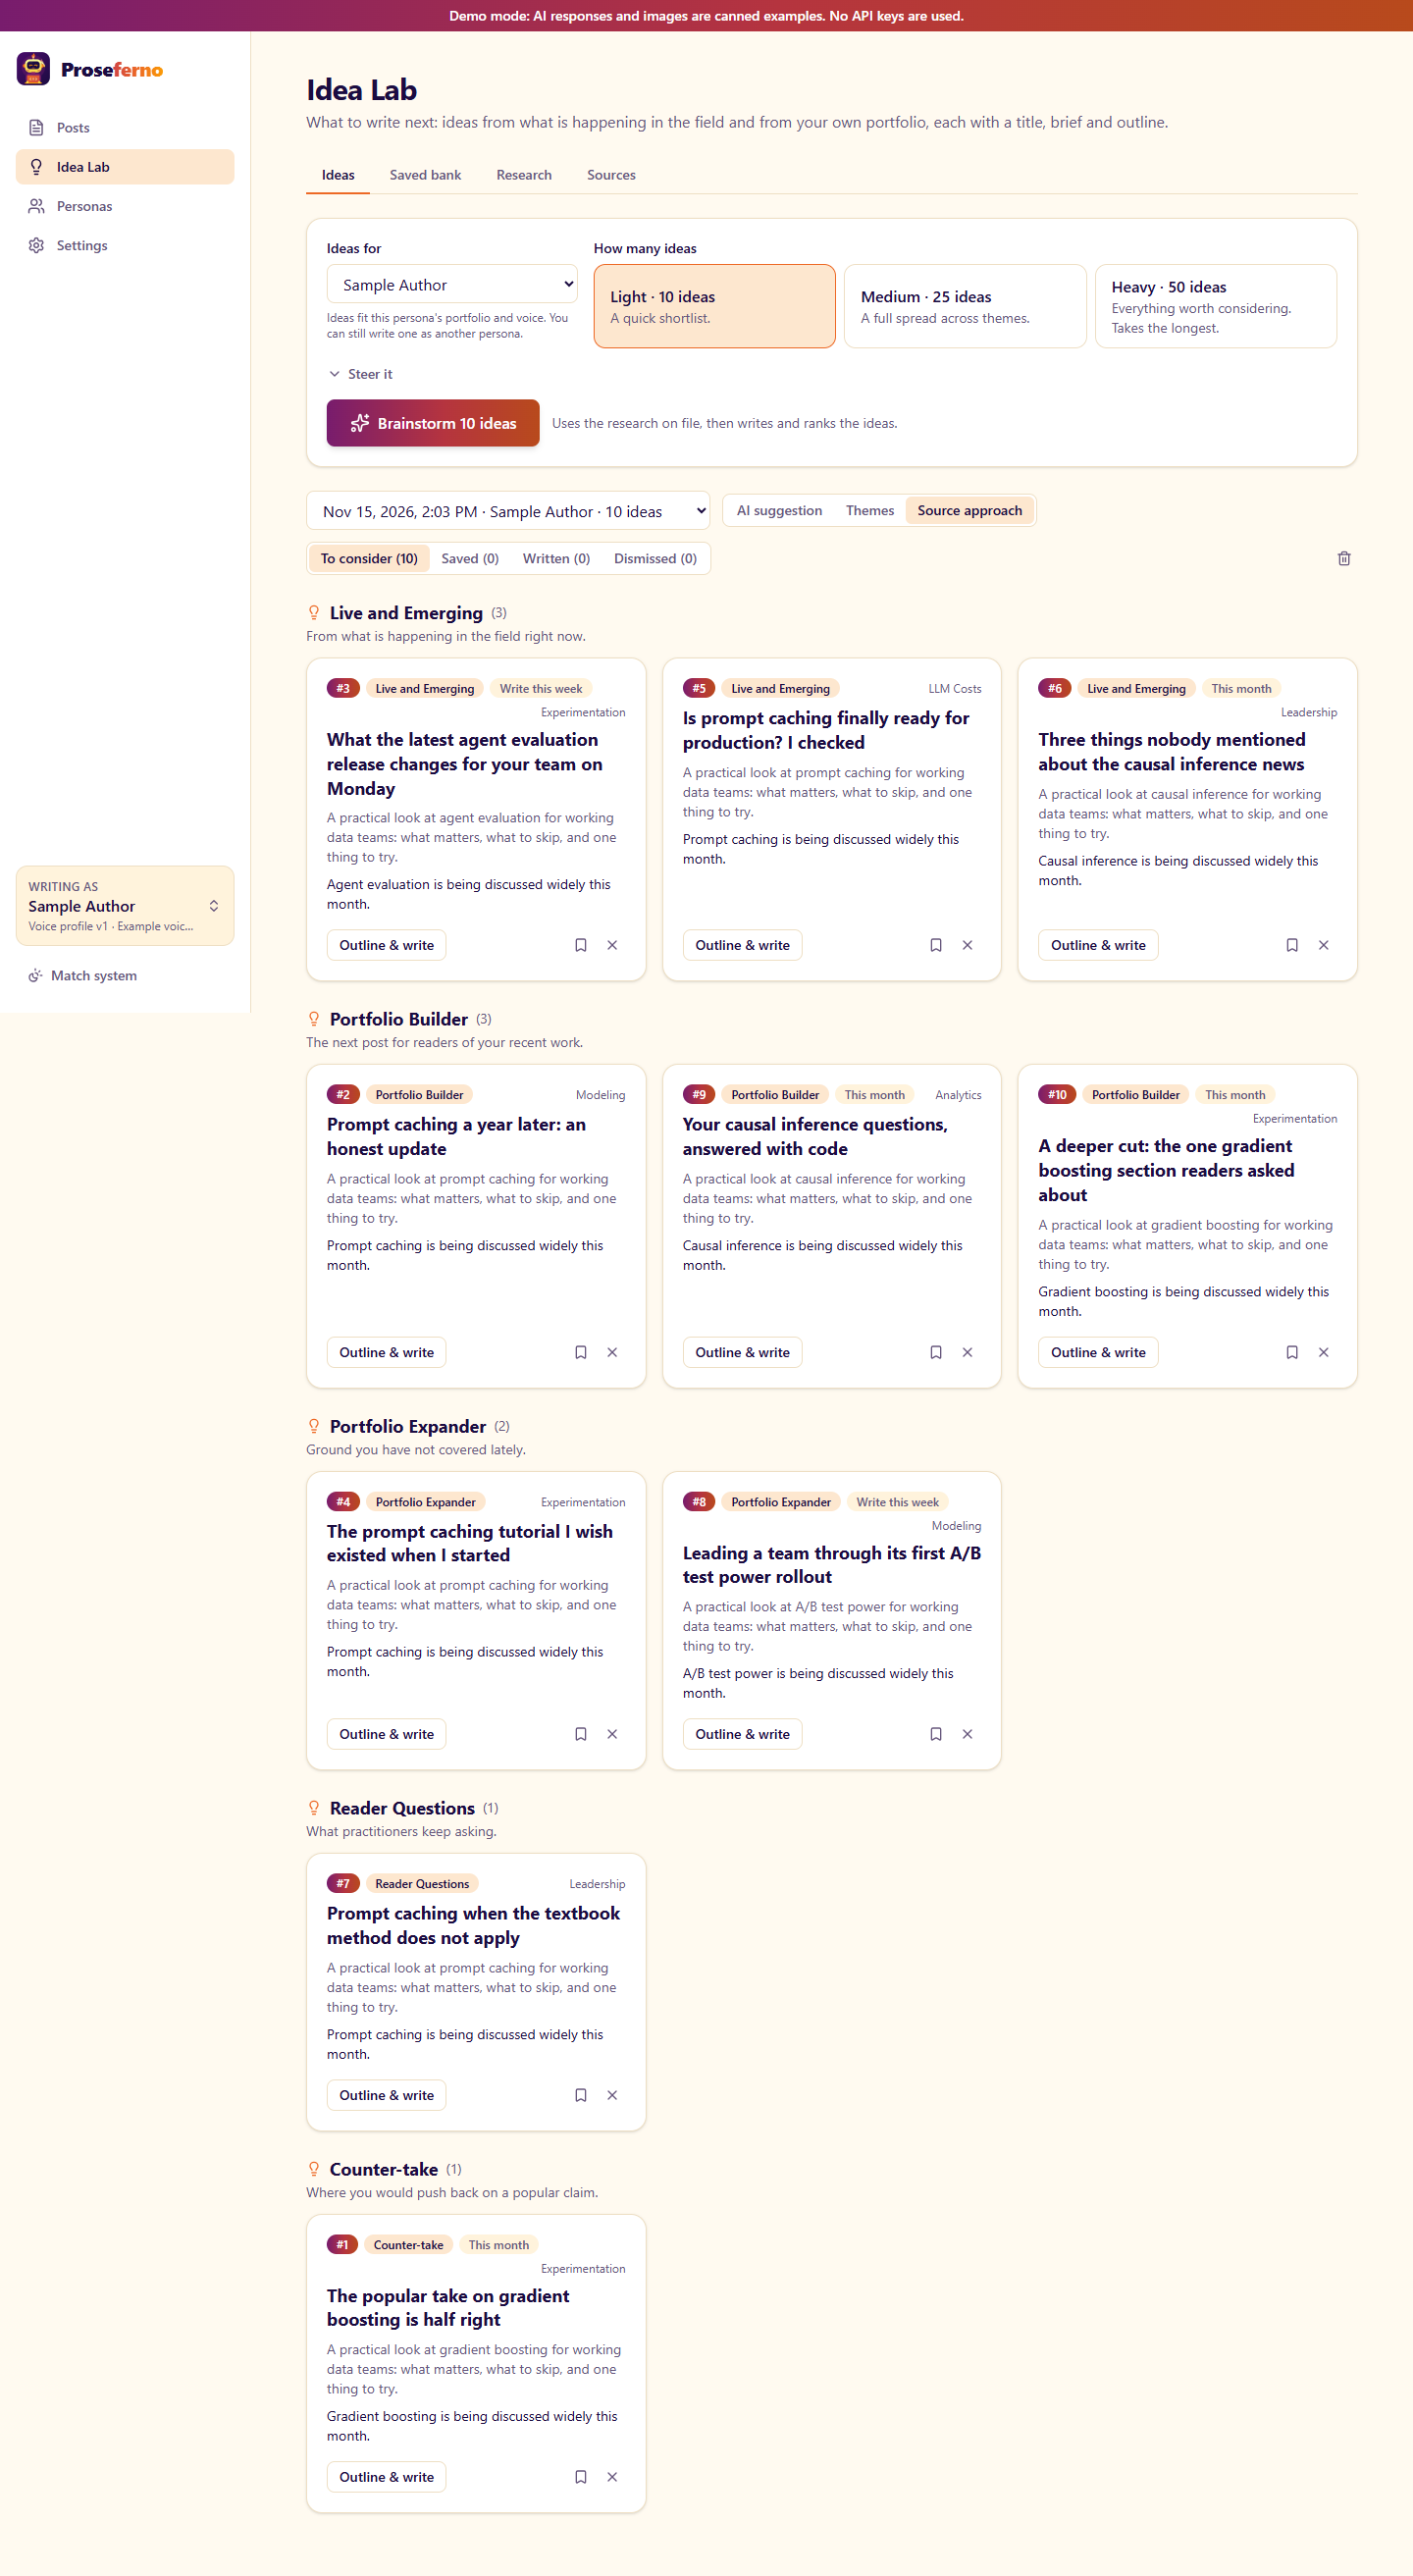 Demo mode: AI responses and images are canned examples. No API keys are used.
Proseferno
Posts
Idea Lab
Personas
Settings
WRITING AS
Sample Author
Voice profile v1 · Example voic...
Match system
Idea Lab
What to write next: ideas from what is happening in the field and from your own portfolio, each with a title, brief and outline.
Ideas Saved bank Research Sources
Ideas for
Sample Author
Ideas fit this persona's portfolio and voice. You
can still write one as another persona.
How many ideas
Light · 10 ideas
A quick shortlist.
Medium · 25 ideas
A full spread across themes.
Heavy · 50 ideas
Everything worth considering.
Takes the longest.
Steer it
Brainstorm 10 ideas
Uses the research on file, then writes and ranks the ideas.
Nov 15, 2026, 2:03 PM · Sample Author · 10 ideas
AI suggestion Themes Source approach
To consider (10) Saved (0) Written (0) Dismissed (0)
Live and Emerging (3)
From what is happening in the field right now.
#3 Live and Emerging Write this week
Experimentation
What the latest agent evaluation
release changes for your team on
Monday
A practical look at agent evaluation for working
data teams: what matters, what to skip, and one
thing to try.
Agent evaluation is being discussed widely this
month.
Outline & write
#5 Live and Emerging LLM Costs
Is prompt caching finally ready for
production? I checked
A practical look at prompt caching for working
data teams: what matters, what to skip, and one
thing to try.
Prompt caching is being discussed widely this
month.
Outline & write
#6 Live and Emerging This month
Leadership
Three things nobody mentioned
about the causal inference news
A practical look at causal inference for working
data teams: what matters, what to skip, and one
thing to try.
Causal inference is being discussed widely this
month.
Outline & write
Portfolio Builder (3)
The next post for readers of your recent work.
#2 Portfolio Builder Modeling
Prompt caching a year later: an
honest update
A practical look at prompt caching for working
data teams: what matters, what to skip, and one
thing to try.
Prompt caching is being discussed widely this
month.
Outline & write
#9 Portfolio Builder This month Analytics
Your causal inference questions,
answered with code
A practical look at causal inference for working
data teams: what matters, what to skip, and one
thing to try.
Causal inference is being discussed widely this
month.
Outline & write
#10 Portfolio Builder This month
Experimentation
A deeper cut: the one gradient
boosting section readers asked
about
A practical look at gradient boosting for working
data teams: what matters, what to skip, and one
thing to try.
Gradient boosting is being discussed widely this
month.
Outline & write
Portfolio Expander (2)
Ground you have not covered lately.
#4 Portfolio Expander Experimentation
The prompt caching tutorial I wish
existed when I started
A practical look at prompt caching for working
data teams: what matters, what to skip, and one
thing to try.
Prompt caching is being discussed widely this
month.
Outline & write
#8 Portfolio Expander Write this week
Modeling
Leading a team through its first A/B
test power rollout
A practical look at A/B test power for working
data teams: what matters, what to skip, and one
thing to try.
A/B test power is being discussed widely this
month.
Outline & write
Reader Questions (1)
What practitioners keep asking.
#7 Reader Questions Leadership
Prompt caching when the textbook
method does not apply
A practical look at prompt caching for working
data teams: what matters, what to skip, and one
thing to try.
Prompt caching is being discussed widely this
month.
Outline & write
Counter-take (1)
Where you would push back on a popular claim.
#1 Counter-take This month
Experimentation
The popular take on gradient
boosting is half right
A practical look at gradient boosting for working
data teams: what matters, what to skip, and one
thing to try.
Gradient boosting is being discussed widely this
month.
Outline & write